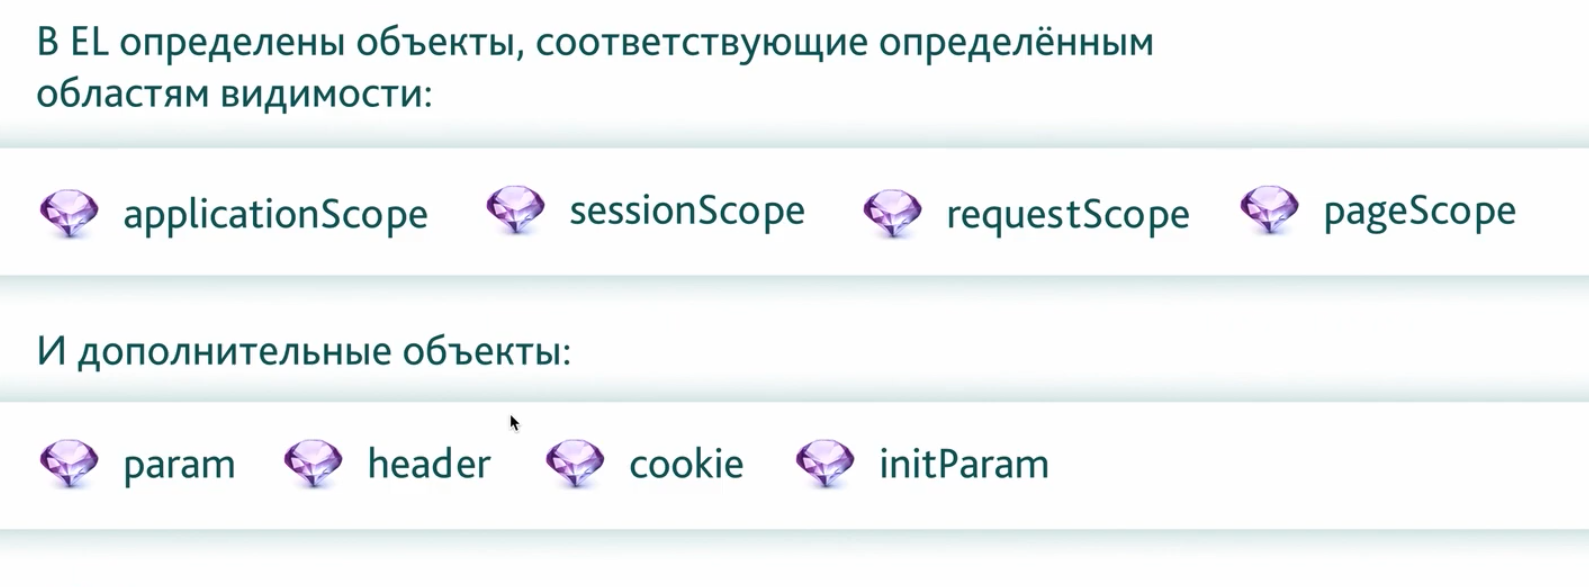 В EL определены объекты, соответствующие определённым
областям видимости:
applicationScope sessionScope requestScope pageScope
И дополнительные объекты:
param header cookie initParam